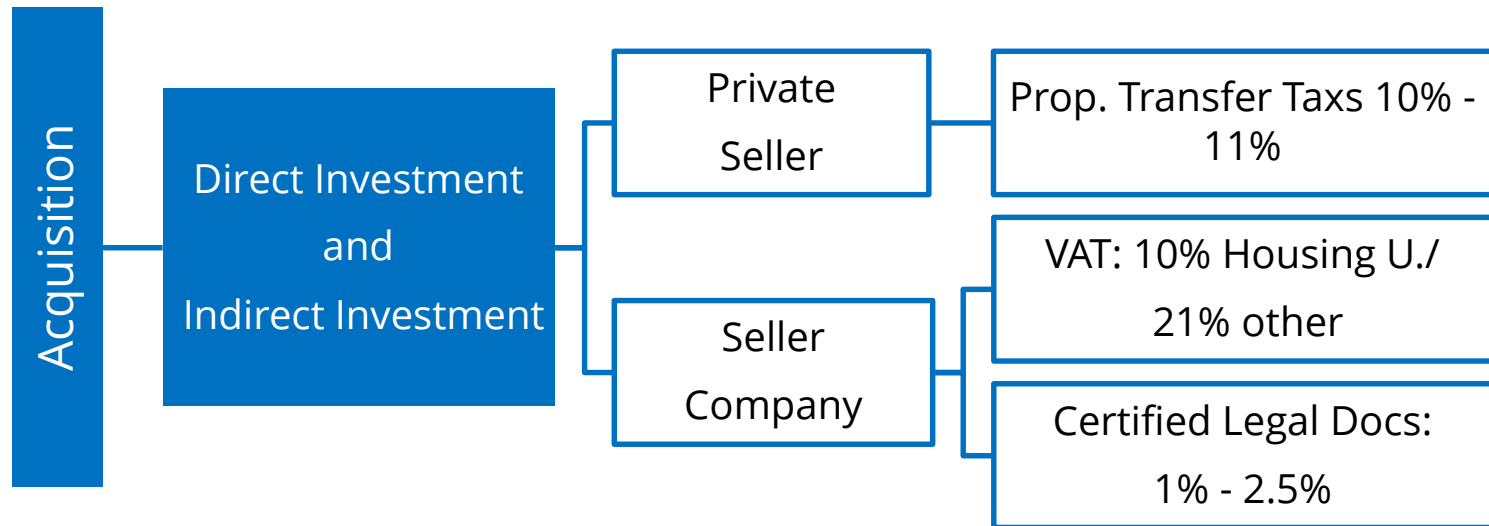 Acquisition
Direct Investment
and
Indirect Investment
Private
Seller
Prop. Transfer Taxs 10% -
11%
Seller
Company
VAT: 10% Housing U./
21% other
Certified Legal Docs:
1% - 2.5%